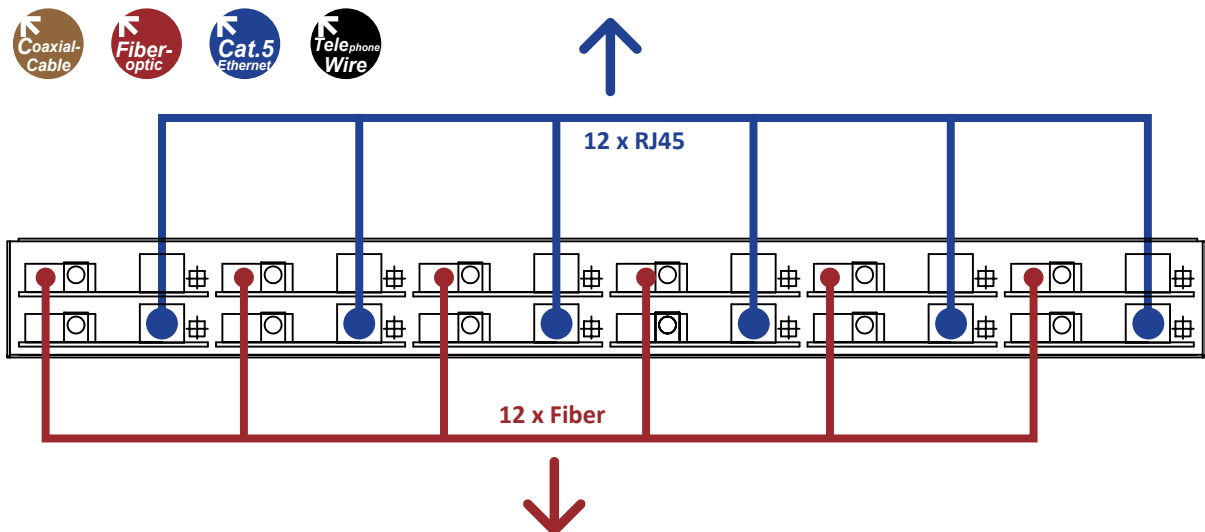 Coaxial-
Cable
Fiber-
optic
Cat.5
Ethernet
Telephone
Wire
12 x RJ45
12 x Fiber